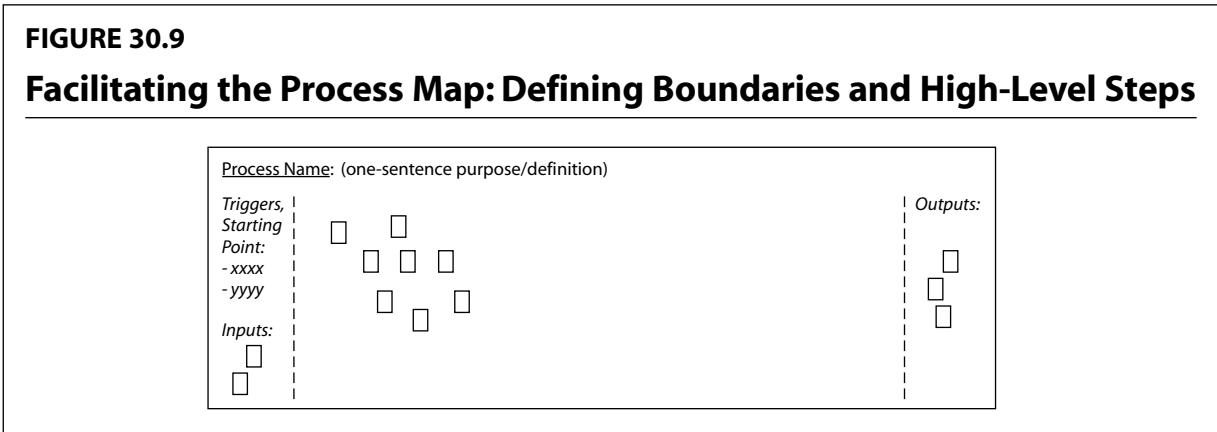 FIGURE 30.9
Facilitating the Process Map: Defining Boundaries and High-Level Steps
Process Name: (one-sentence purpose/definition)
Triggers,
Starting
Point:
- xxxx
- yyyy
Inputs:
Outputs: